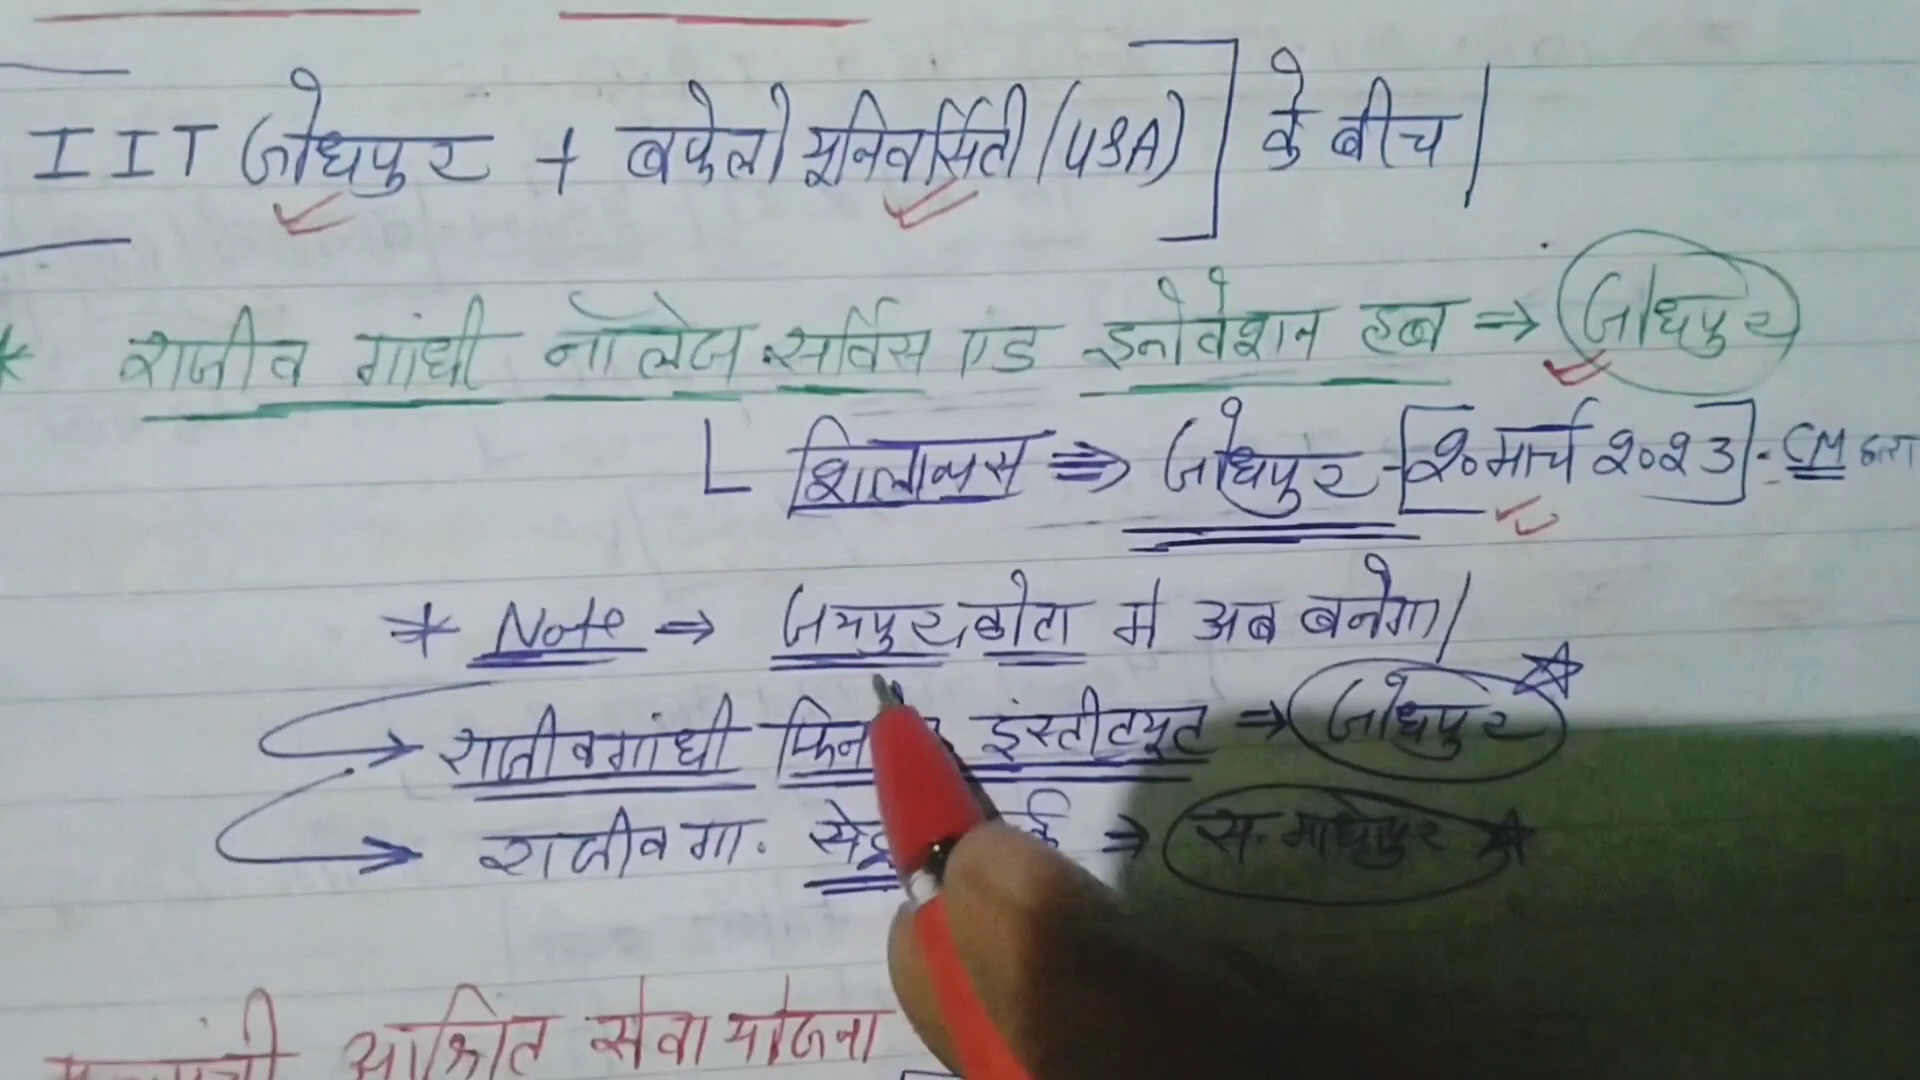 IIT जोधपुर + बफेलो यूनिवर्सिटी (USA)] के बीच।
* राजीव गांधी नॉलेज सर्विस एंड इनोवेशन हब ⇒ जोधपुर
शिलान्यास ⇒ जोधपुर - [20 मार्च 2023] - CM द्वारा
* Note ⇒ जयपुर, कोटा में अब बनेगा।
→ राजीव गांधी इंस्टीट्यूट ⇒ जोधपुर
→ राजीव गा. ⇒ स. माधोपुर
आश्रित सेवा योजना